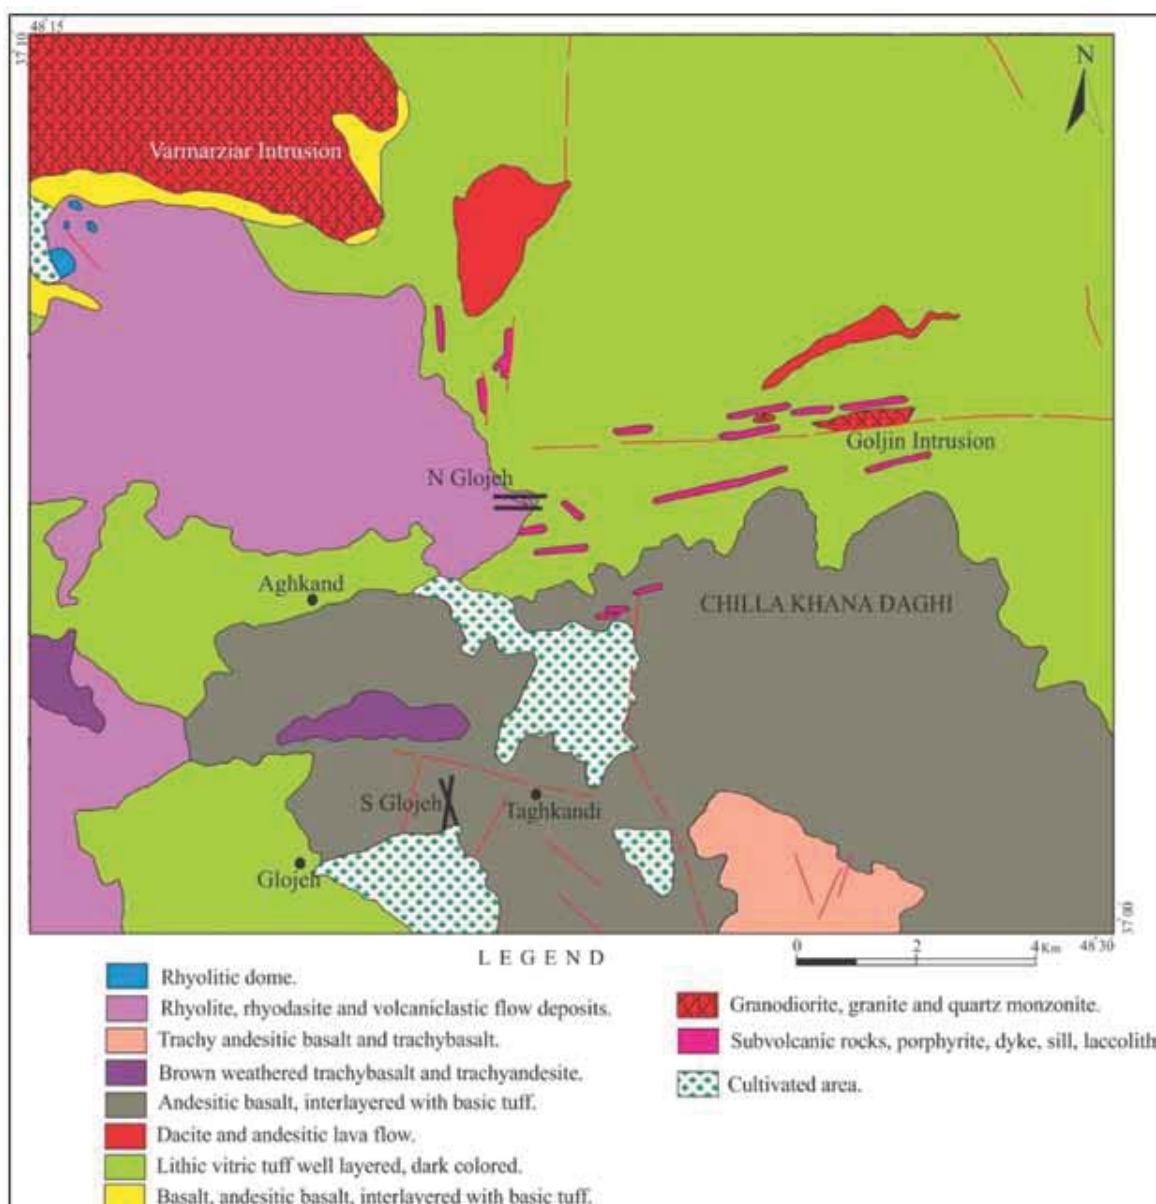 48°15
37°10
N
Varmarziar Intrusion
Goljin Intrusion
N Glojeh
Aghkand
CHILLA KHANA DAGHI
S Glojeh
Taghkandi
Glojeh
37°00
LEGEND
0 2 4 Km 48°30
Rhyolitic dome.
Rhyolite, rhyodasite and volcaniclastic flow deposits.
Trachy andesitic basalt and trachybasalt.
Brown weathered trachybasalt and trachyandesite.
Andesitic basalt, interlayered with basic tuff.
Dacite and andesitic lava flow.
Lithic vitric tuff well layered, dark colored.
Basalt, andesitic basalt, interlayered with basic tuff.
Granodiorite, granite and quartz monzonite.
Subvolcanic rocks, porphyrite, dyke, sill, laccolith
Cultivated area.